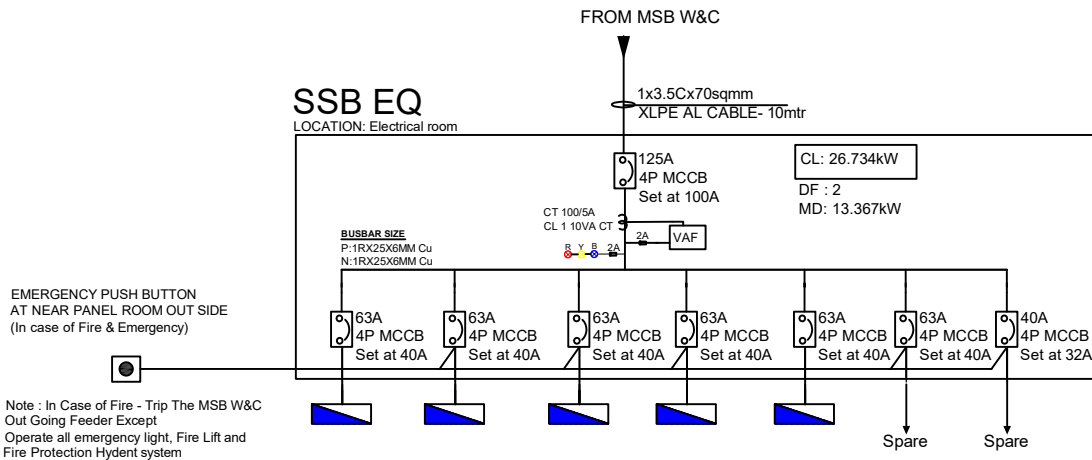 FROM MSB W&C
1x3.5Cx70sqmm
XLPE AL CABLE- 10mtr
SSB EQ
LOCATION: Electrical room
125A
4P MCCB
Set at 100A
CL: 26.734kW
DF : 2
MD: 13.367kW
CT 100/5A
CL 1 10VA CT
2A
VAF
R Y B 2A
BUSBAR SIZE
P:1RX25X6MM Cu
N:1RX25X6MM Cu
EMERGENCY PUSH BUTTON
AT NEAR PANEL ROOM OUT SIDE
(In case of Fire & Emergency)
63A
4P MCCB
Set at 40A
63A
4P MCCB
Set at 40A
63A
4P MCCB
Set at 40A
63A
4P MCCB
Set at 40A
63A
4P MCCB
Set at 40A
63A
4P MCCB
Set at 40A
40A
4P MCCB
Set at 32A
Note : In Case of Fire - Trip The MSB W&C
Out Going Feeder Except
Operate all emergency light, Fire Lift and
Fire Protection Hydent system
Spare
Spare